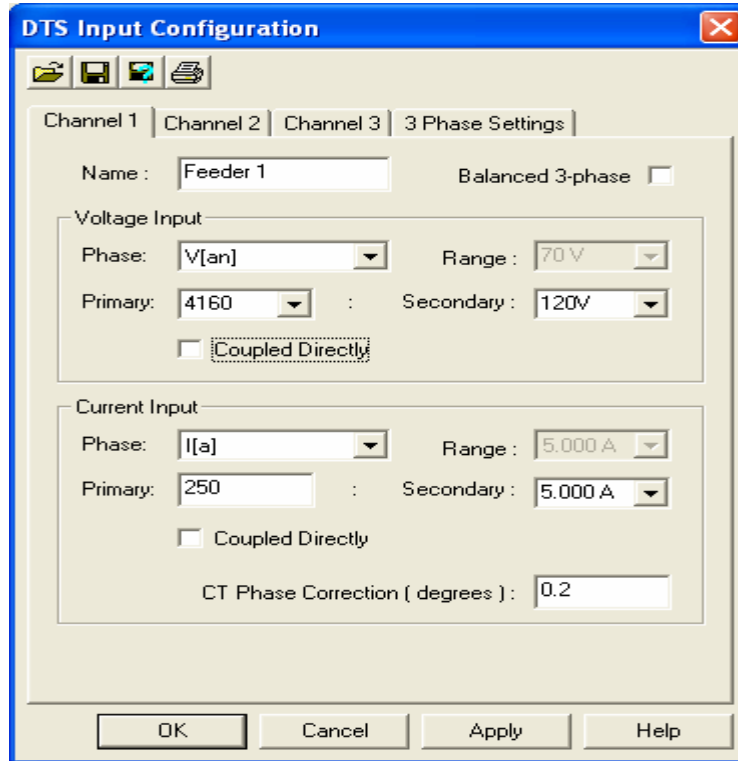 DTS Input Configuration
Channel 1 Channel 2 Channel 3 3 Phase Settings
Name : Feeder 1 Balanced 3-phase
Voltage Input
Phase: V[an] Range : 70 V
Primary: 4160 : Secondary : 120V
Coupled Directly
Current Input
Phase: I[a] Range : 5.000 A
Primary: 250 : Secondary : 5.000 A
Coupled Directly
CT Phase Correction ( degrees ) : 0.2
OK Cancel Apply Help